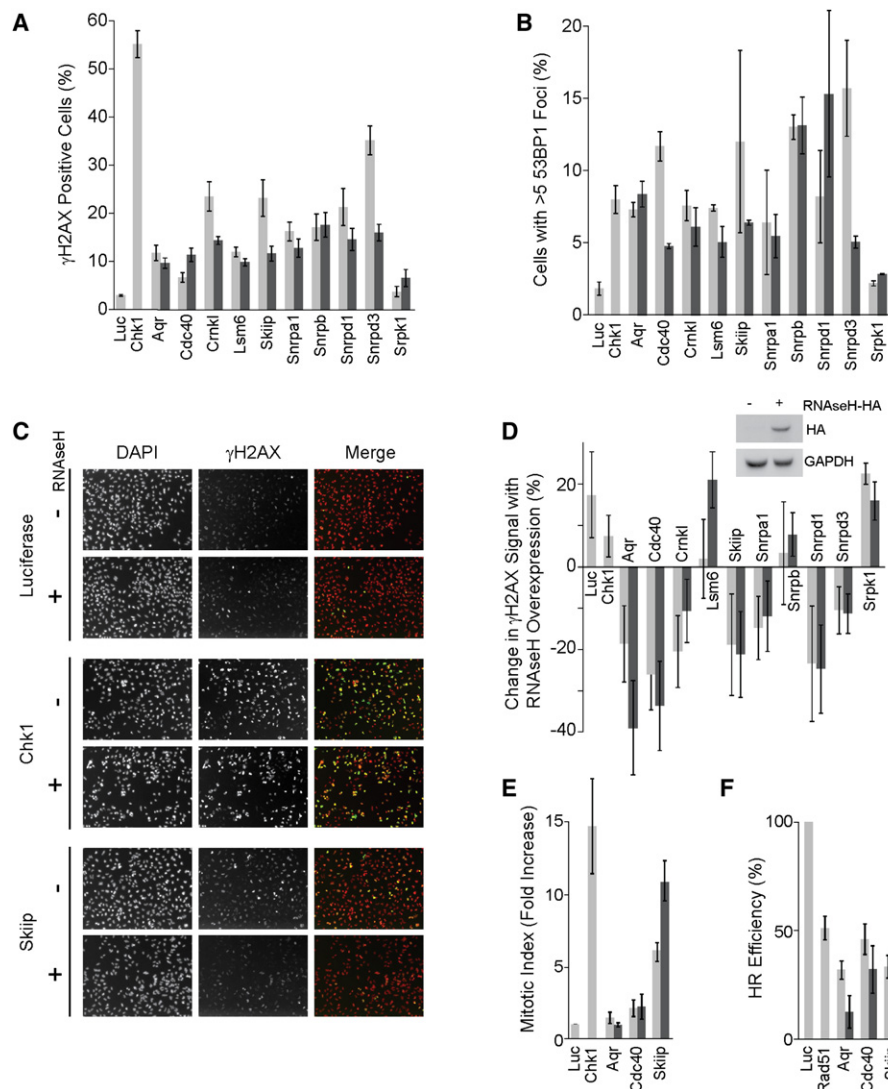 A
γH2AX Positive Cells (%)
60
50
40
30
20
10
0
Luc
Chk1
Aqr
Cdc40
Crnkl
Lsm6
Skiip
Snrpa1
Snrpb
Snrpd1
Snrpd3
Srpk1
B
Cells with >5 53BP1 Foci (%)
20
15
10
5
0
Luc
Chk1
Aqr
Cdc40
Crnkl
Lsm6
Skiip
Snrpa1
Snrpb
Snrpd1
Snrpd3
Srpk1
C
RNAseH
DAPI
γH2AX
Merge
Luciferase
-
+
Chk1
-
+
Skiip
-
+
D
- + RNAseH-HA
HA
GAPDH
Change in γH2AX Signal with
RNAseH Overexpression (%)
20
0
-20
-40
Luc
Chk1
Aqr
Cdc40
Crnkl
Lsm6
Skiip
Snrpa1
Snrpb
Snrpd1
Snrpd3
Srpk1
E
Mitotic Index (Fold Increase)
15
10
5
0
Luc
Chk1
Aqr
Cdc40
Skiip
F
HR Efficiency (%)
100
50
0
Luc
Rad51
Aqr
Cdc40